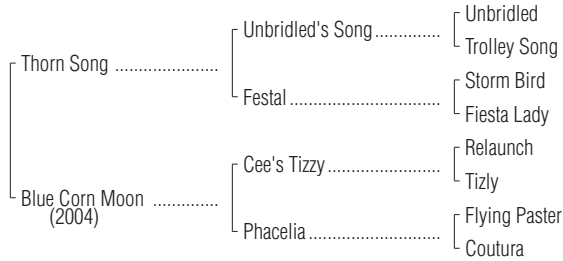 Unbridled
Unbridled's Song..............
Trolley Song
Thorn Song ......................
Storm Bird
Festal................................
Fiesta Lady
Relaunch
Cee's Tizzy........................
Tizly
Blue Corn Moon ..............
(2004)
Flying Paster
Phacelia............................
Coutura